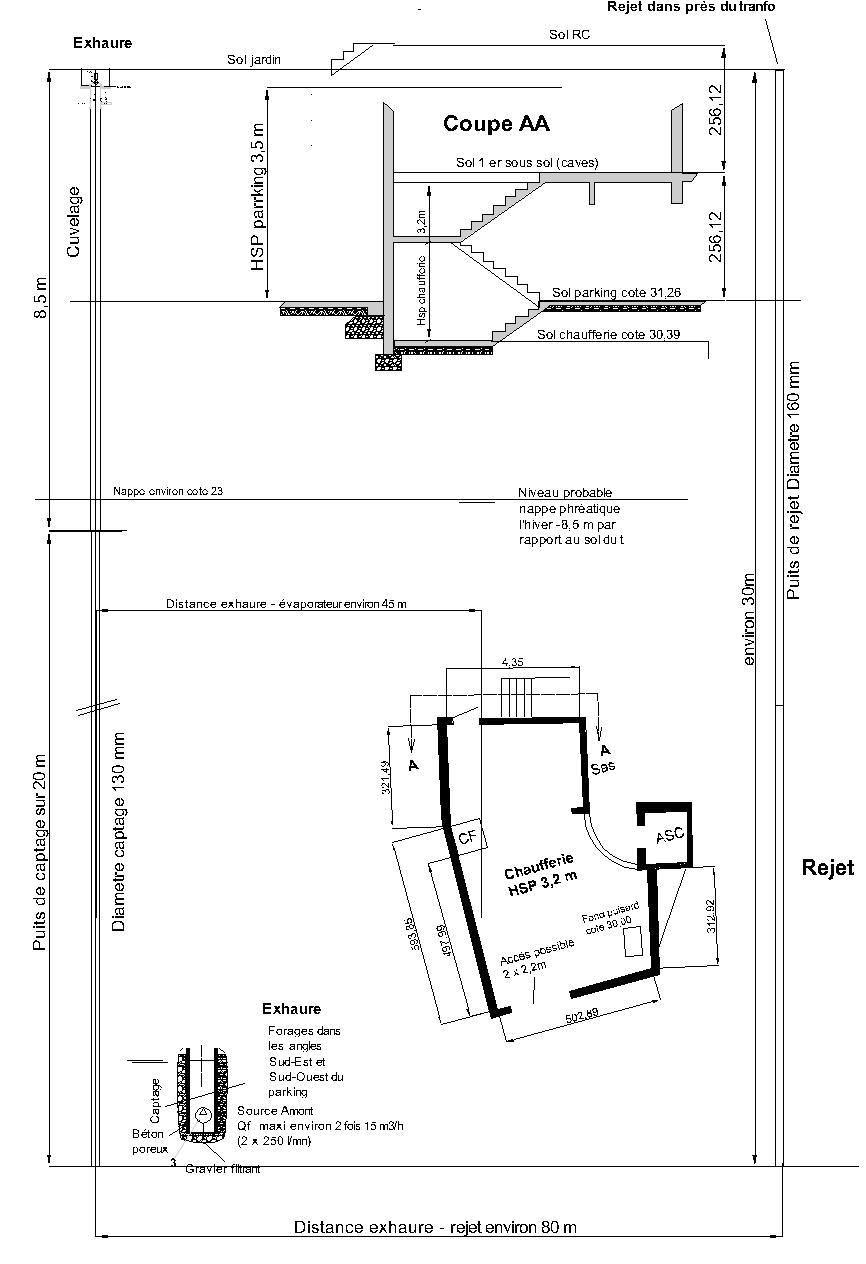 Rejet dans près du tranfo
Exhaure
Sol RC
Sol jardin
256,12
Coupe AA
HSP parrking 3,5 m
Sol 1 er sous sol (caves)
Cuvelage
3,2m
256,12
Hsp chaufferie
8,5 m
Sol parking cote 31,26
Sol chaufferie cote 30,39
Puits de rejet Diametre 160 mm
Nappe environ cote 23
Niveau probable
nappe phréatique
l'hiver -8,5 m par
rapport au sol du t
environ 30m
Distance exhaure - évaporateur environ 45 m
4,35
A
A
Sas
321,49
Puits de captage sur 20 m
Diametre captage 130 mm
CF
ASC
Chaufferie
HSP 3,2 m
Rejet
Fond puisard
cote 30,00
312,92
593,86
497,99
Accés possible
2 x 2,2m
502,89
Exhaure
Forages dans
les angles
Sud-Est et
Sud-Ouest du
parking
Captage
Source Amont
Qf maxi environ 2 fois 15 m3/h
(2 x 250 l/mn)
Béton
poreux
3
Gravier filtrant
Distance exhaure - rejet environ 80 m